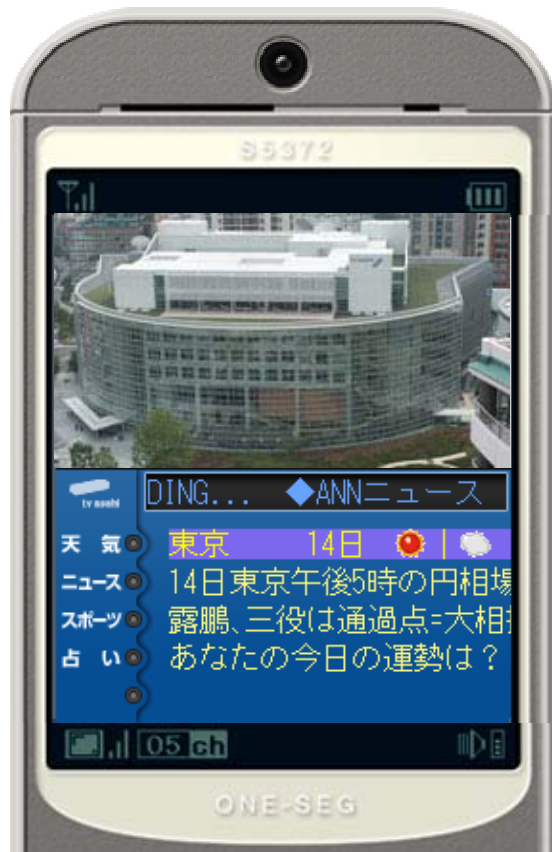 S5372
tv asahi
DING... ◆ANNニュース
天気 東京 14日
ニュース 14日東京午後5時の円相場
スポーツ 露鵬、三役は通過点=大相
占い あなたの今日の運勢は?
05 ch
ONE-SEG